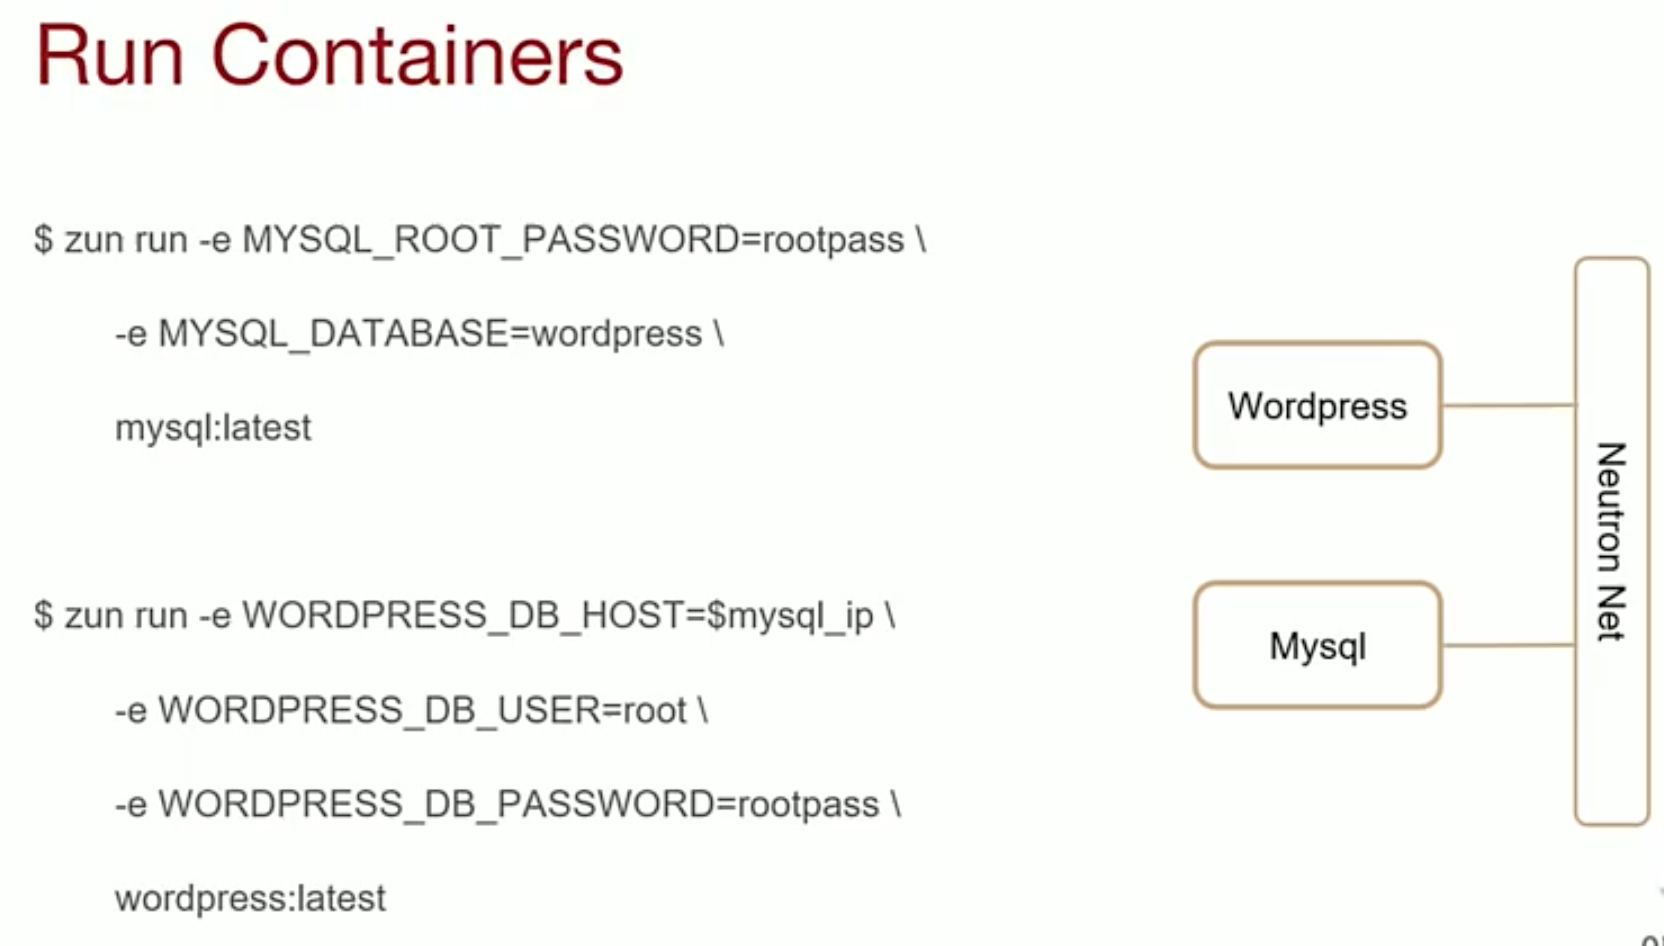 Run Containers
$ zun run -e MYSQL_ROOT_PASSWORD=rootpass \
-e MYSQL_DATABASE=wordpress \
mysql:latest
$ zun run -e WORDPRESS_DB_HOST=$mysql_ip \
-e WORDPRESS_DB_USER=root \
-e WORDPRESS_DB_PASSWORD=rootpass \
wordpress:latest
Wordpress
Mysql
Neutron Net